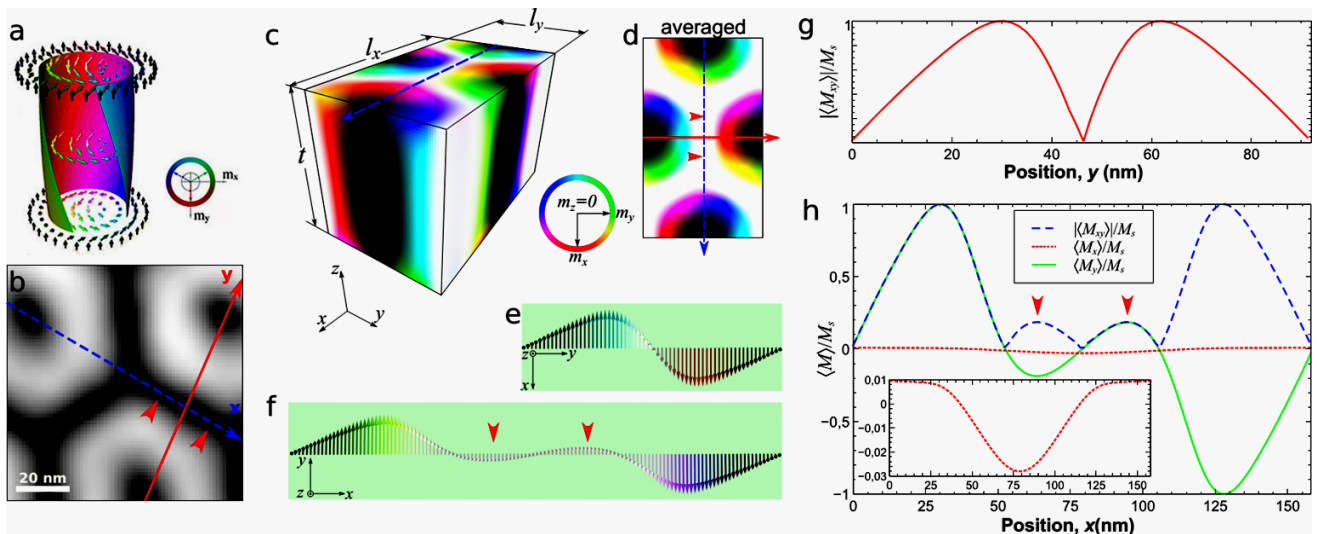 a
m_x
m_y
b
y
x
20 nm
c
l_x
l_y
t
z
x
y
m_z=0
m_y
m_x
d
averaged
e
z
y
x
f
y
z
x
g
|⟨M_xy⟩|/M_s
1
0
0 20 40 60 80
Position, y (nm)
h
⟨M⟩/M_s
1
0,5
0
−0,5
−1
|⟨M_xy⟩|/M_s
⟨M_x⟩/M_s
⟨M_y⟩/M_s
0,01
0
−0,01
−0,02
−0,03
0 25 50 75 100 125 150
0 25 50 75 100 125 150
Position, x(nm)